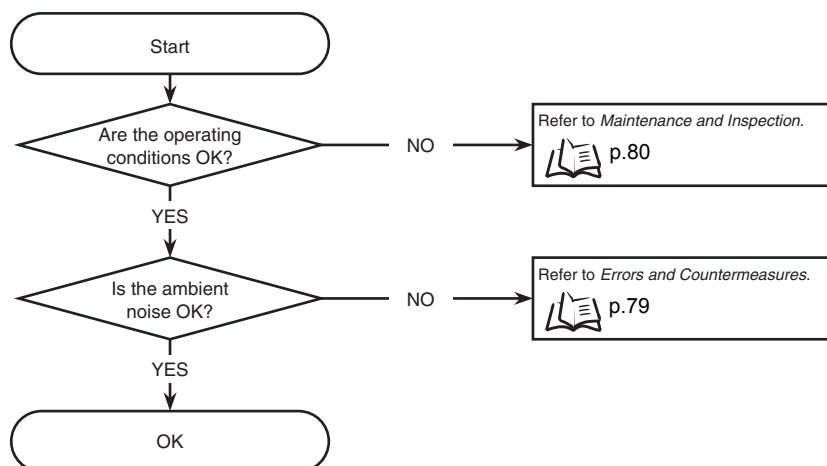 Start
Are the operating
conditions OK?
NO
Refer to Maintenance and Inspection.
p.80
YES
Is the ambient
noise OK?
NO
Refer to Errors and Countermeasures.
p.79
YES
OK